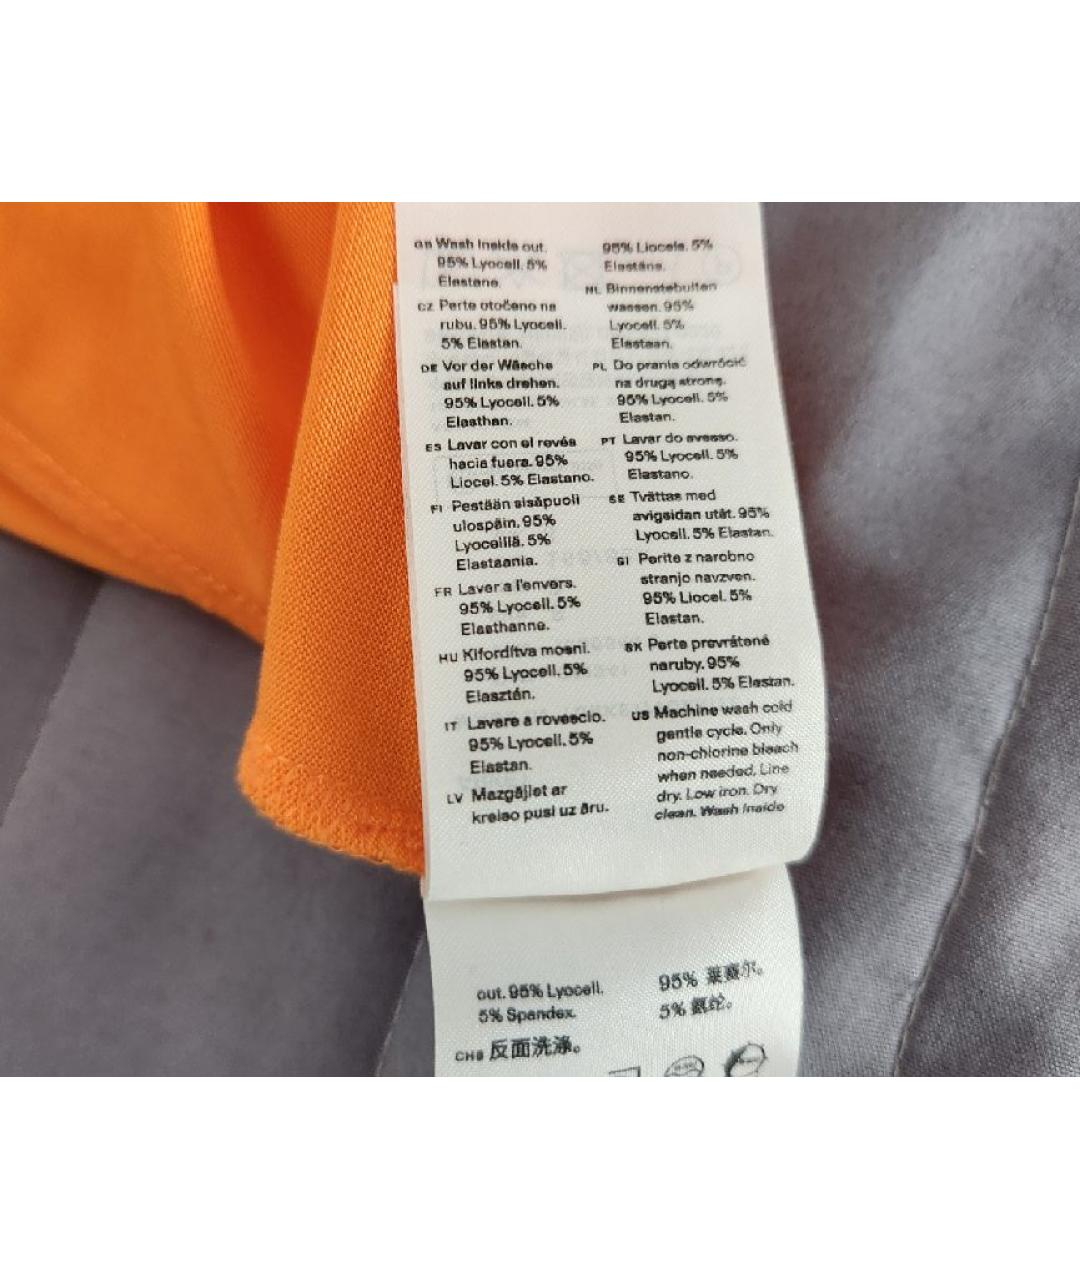 GB Wash inside out.
95% Lyocell. 5%
Elastane.
CZ Perte otočeno na
rubu. 95% Lyocell.
5% Elastan.
DE Vor der Wäsche
auf links drehen.
95% Lyocell. 5%
Elasthan.
ES Lavar con el revés
hacia fuera. 95%
Liocel. 5% Elastano.
FI Pestään sisäpuoli
ulospäin. 95%
Lyocelliä. 5%
Elastaania.
FR Laver a l'envers.
95% Lyocell. 5%
Elasthanne.
HU Kifordítva mosni.
95% Lyocell. 5%
Elasztán.
IT Lavare a rovescio.
95% Lyocell. 5%
Elastan.
LV Mazgājiet ar
kreiso pusi uz āru.
95% Liocels. 5%
Elastāns.
NL Binnenstebuiten
wassen. 95%
Lyocell. 5%
Elastaan.
PL Do prania odwrócić
na drugą stronę.
95% Lyocell. 5%
Elastan.
PT Lavar do avesso.
95% Lyocell. 5%
Elastano.
SE Tvättas med
avigsidan utåt. 95%
Lyocell. 5% Elastan.
SI Perite z narobno
stranjo navzven.
95% Liocel. 5%
Elastan.
SK Perte prevrátené
naruby. 95%
Lyocell. 5% Elastan.
US Machine wash cold
gentle cycle. Only
non-chlorine bleach
when needed. Line
dry. Low iron. Dry
clean. Wash inside
out. 95% Lyocell.
5% Spandex.
CHS 反面洗涤。
95% 莱赛尔。
5% 氨纶。